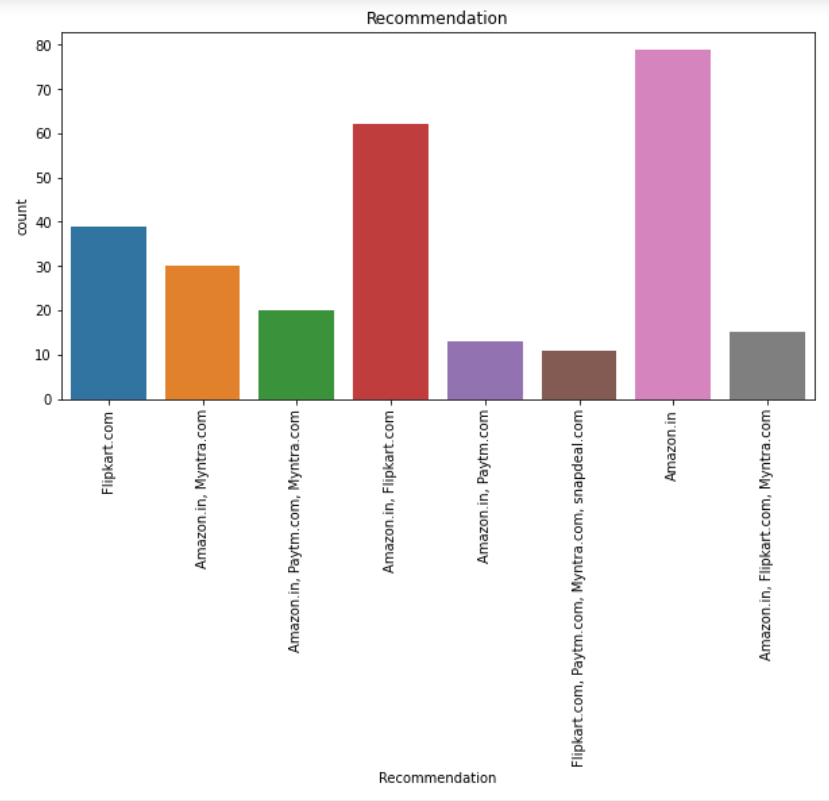 Recommendation
80
70
60
50
40
30
20
10
0
count
Flipkart.com
Amazon.in, Myntra.com
Amazon.in, Paytm.com, Myntra.com
Amazon.in, Flipkart.com
Amazon.in, Paytm.com
Flipkart.com, Paytm.com, Myntra.com, snapdeal.com
Amazon.in
Amazon.in, Flipkart.com, Myntra.com
Recommendation